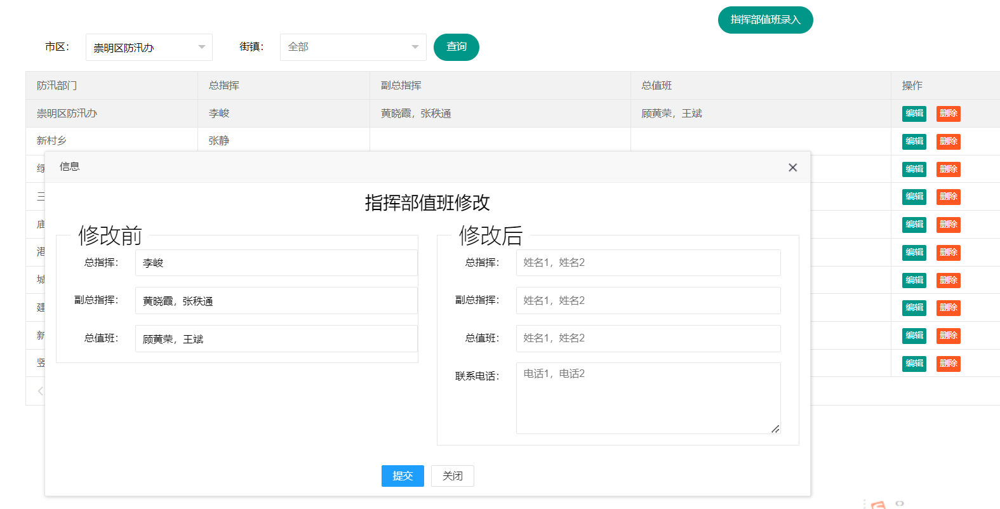 指挥部值班录入
市区： 崇明区防汛办 街镇： 全部 查询
防汛部门 总指挥 副总指挥 总值班 操作
崇明区防汛办 李峻 黄晓霞，张秩通 顾黄荣，王斌 编辑 删除
新村乡 张静 编辑 删除
绿 编辑 删除
三 编辑 删除
庙 编辑 删除
港 编辑 删除
城 编辑 删除
建 编辑 删除
新 编辑 删除
竖 编辑 删除
信息
指挥部值班修改
修改前
总指挥： 李峻
副总指挥： 黄晓霞，张秩通
总值班： 顾黄荣，王斌
修改后
总指挥： 姓名1，姓名2
副总指挥： 姓名1，姓名2
总值班： 姓名1，姓名2
联系电话： 电话1，电话2
提交 关闭